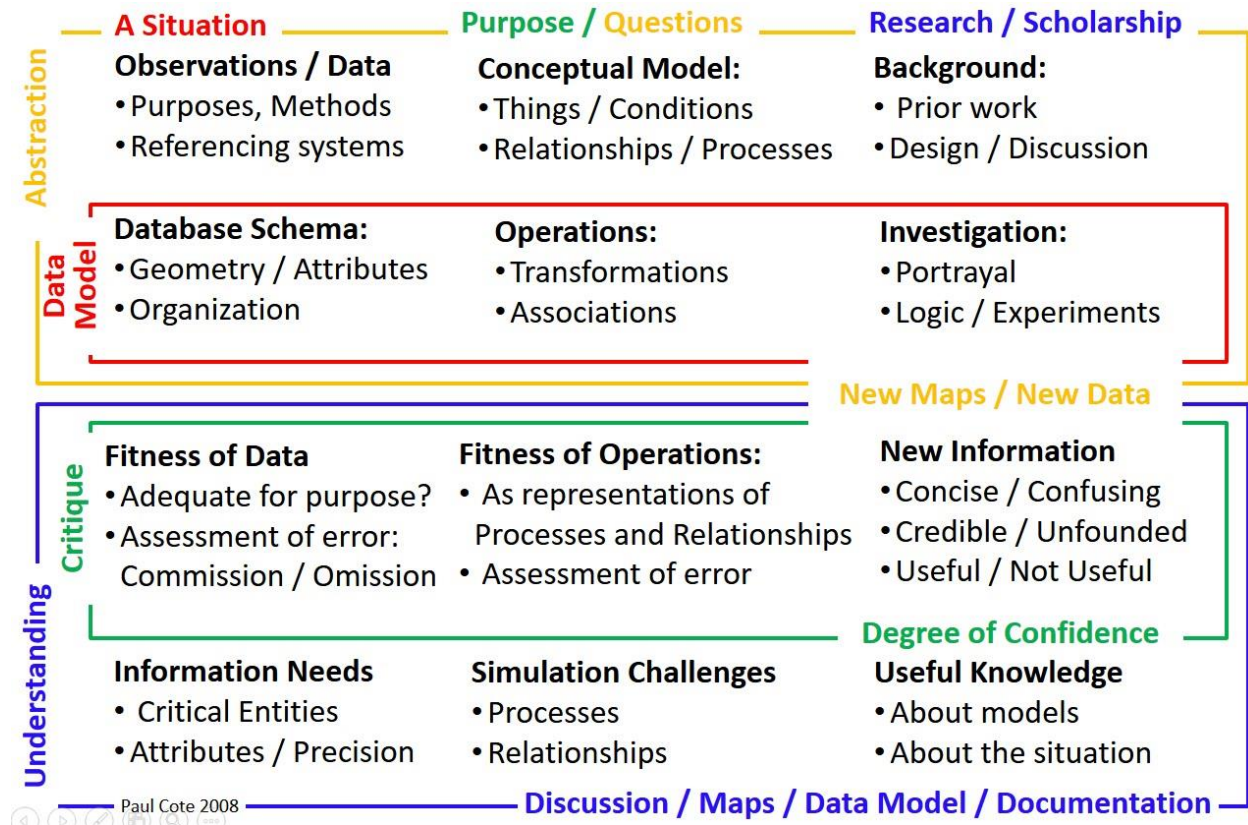 A Situation
Purpose / Questions
Research / Scholarship
Abstraction
Observations / Data
• Purposes, Methods
• Referencing systems
Conceptual Model:
• Things / Conditions
• Relationships / Processes
Background:
• Prior work
• Design / Discussion
Data
Model
Database Schema:
• Geometry / Attributes
• Organization
Operations:
• Transformations
• Associations
Investigation:
• Portrayal
• Logic / Experiments
New Maps / New Data
Understanding
Critique
Fitness of Data
• Adequate for purpose?
• Assessment of error:
Commission / Omission
Fitness of Operations:
• As representations of
Processes and Relationships
• Assessment of error
New Information
• Concise / Confusing
• Credible / Unfounded
• Useful / Not Useful
Degree of Confidence
Information Needs
• Critical Entities
• Attributes / Precision
Simulation Challenges
• Processes
• Relationships
Useful Knowledge
• About models
• About the situation
Paul Cote 2008
Discussion / Maps / Data Model / Documentation